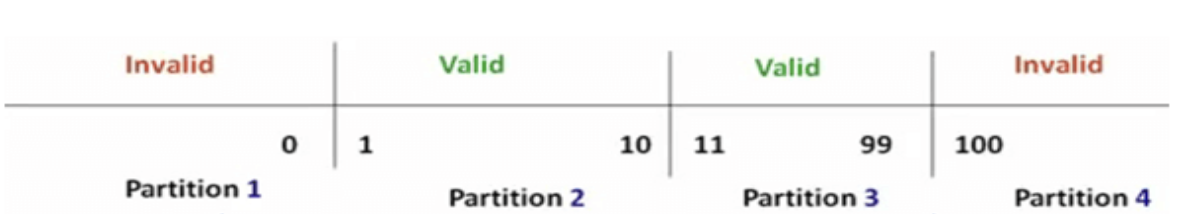 Invalid Valid Valid Invalid
0 1 10 11 99 100
Partition 1 Partition 2 Partition 3 Partition 4